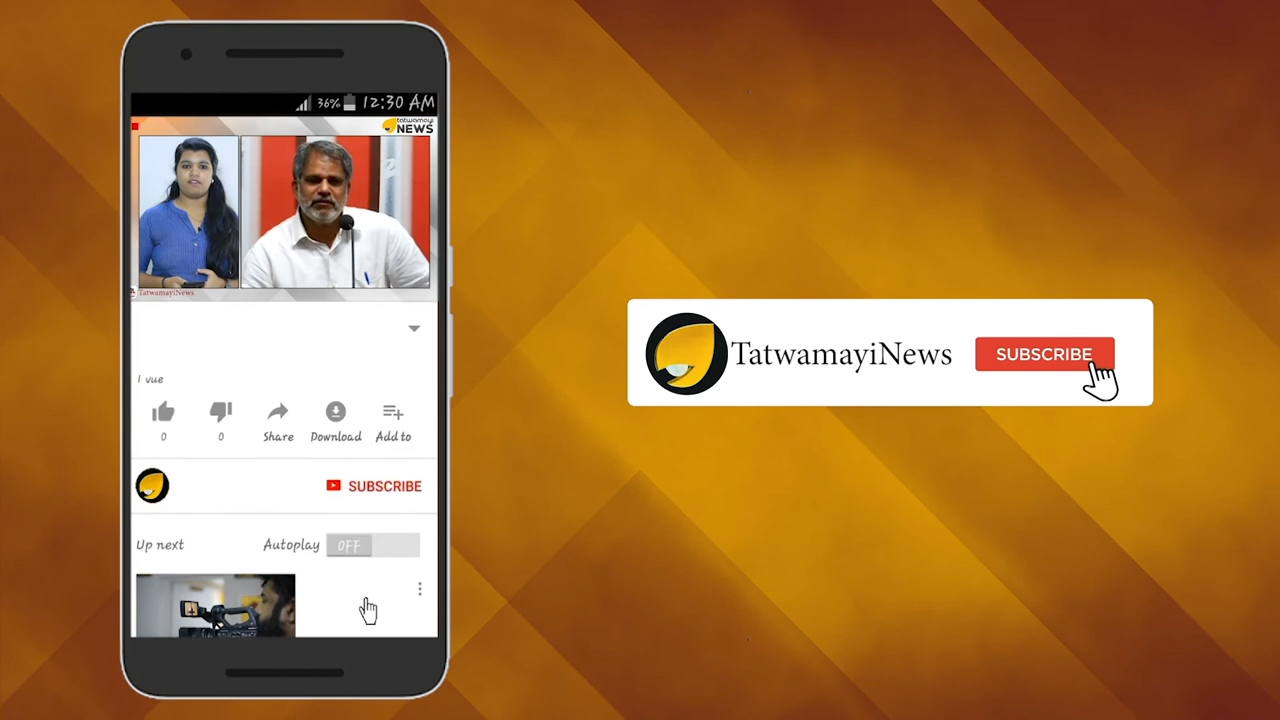 36% 12:30 AM
tatwamayi
NEWS
TatwamayiNews
1 vue
0 0 Share Download Add to
SUBSCRIBE
Up next Autoplay OFF
TatwamayiNews SUBSCRIBE